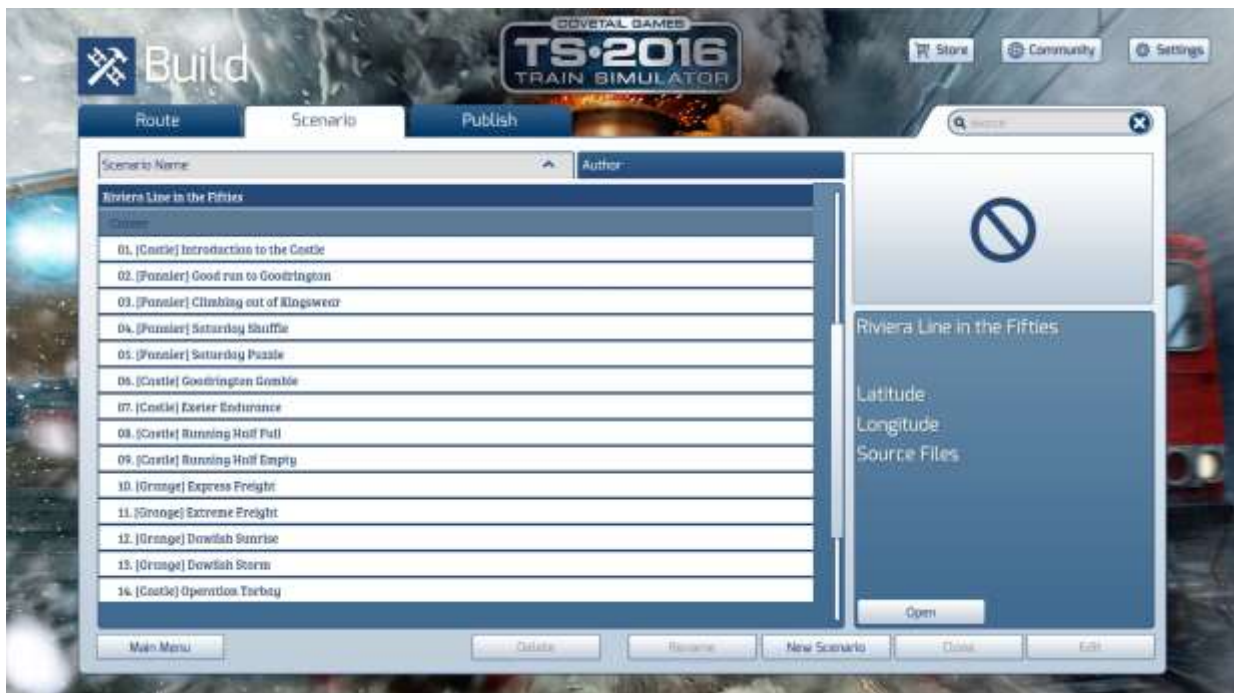 DOVETAIL GAMES
TS•2016
TRAIN SIMULATOR
Build
Store
Community
Settings
Route
Scenario
Publish
Scenario Name
Author
Riviera Line in the Fifties
Career
01. [Castle] Introduction to the Castle
02. [Pannier] Good run to Goodrington
03. [Pannier] Climbing out of Kingswear
04. [Pannier] Saturday Shuffle
05. [Pannier] Saturday Puzzle
06. [Castle] Goodrington Gamble
07. [Castle] Exeter Endurance
08. [Castle] Running Half Full
09. [Castle] Running Half Empty
10. [Grange] Express Freight
11. [Grange] Extreme Freight
12. [Grange] Dawlish Sunrise
13. [Grange] Dawlish Storm
14. [Castle] Operation Torbay
Riviera Line in the Fifties
Latitude
Longitude
Source Files
Open
Main Menu
Delete
Rename
New Scenario
Clone
Edit